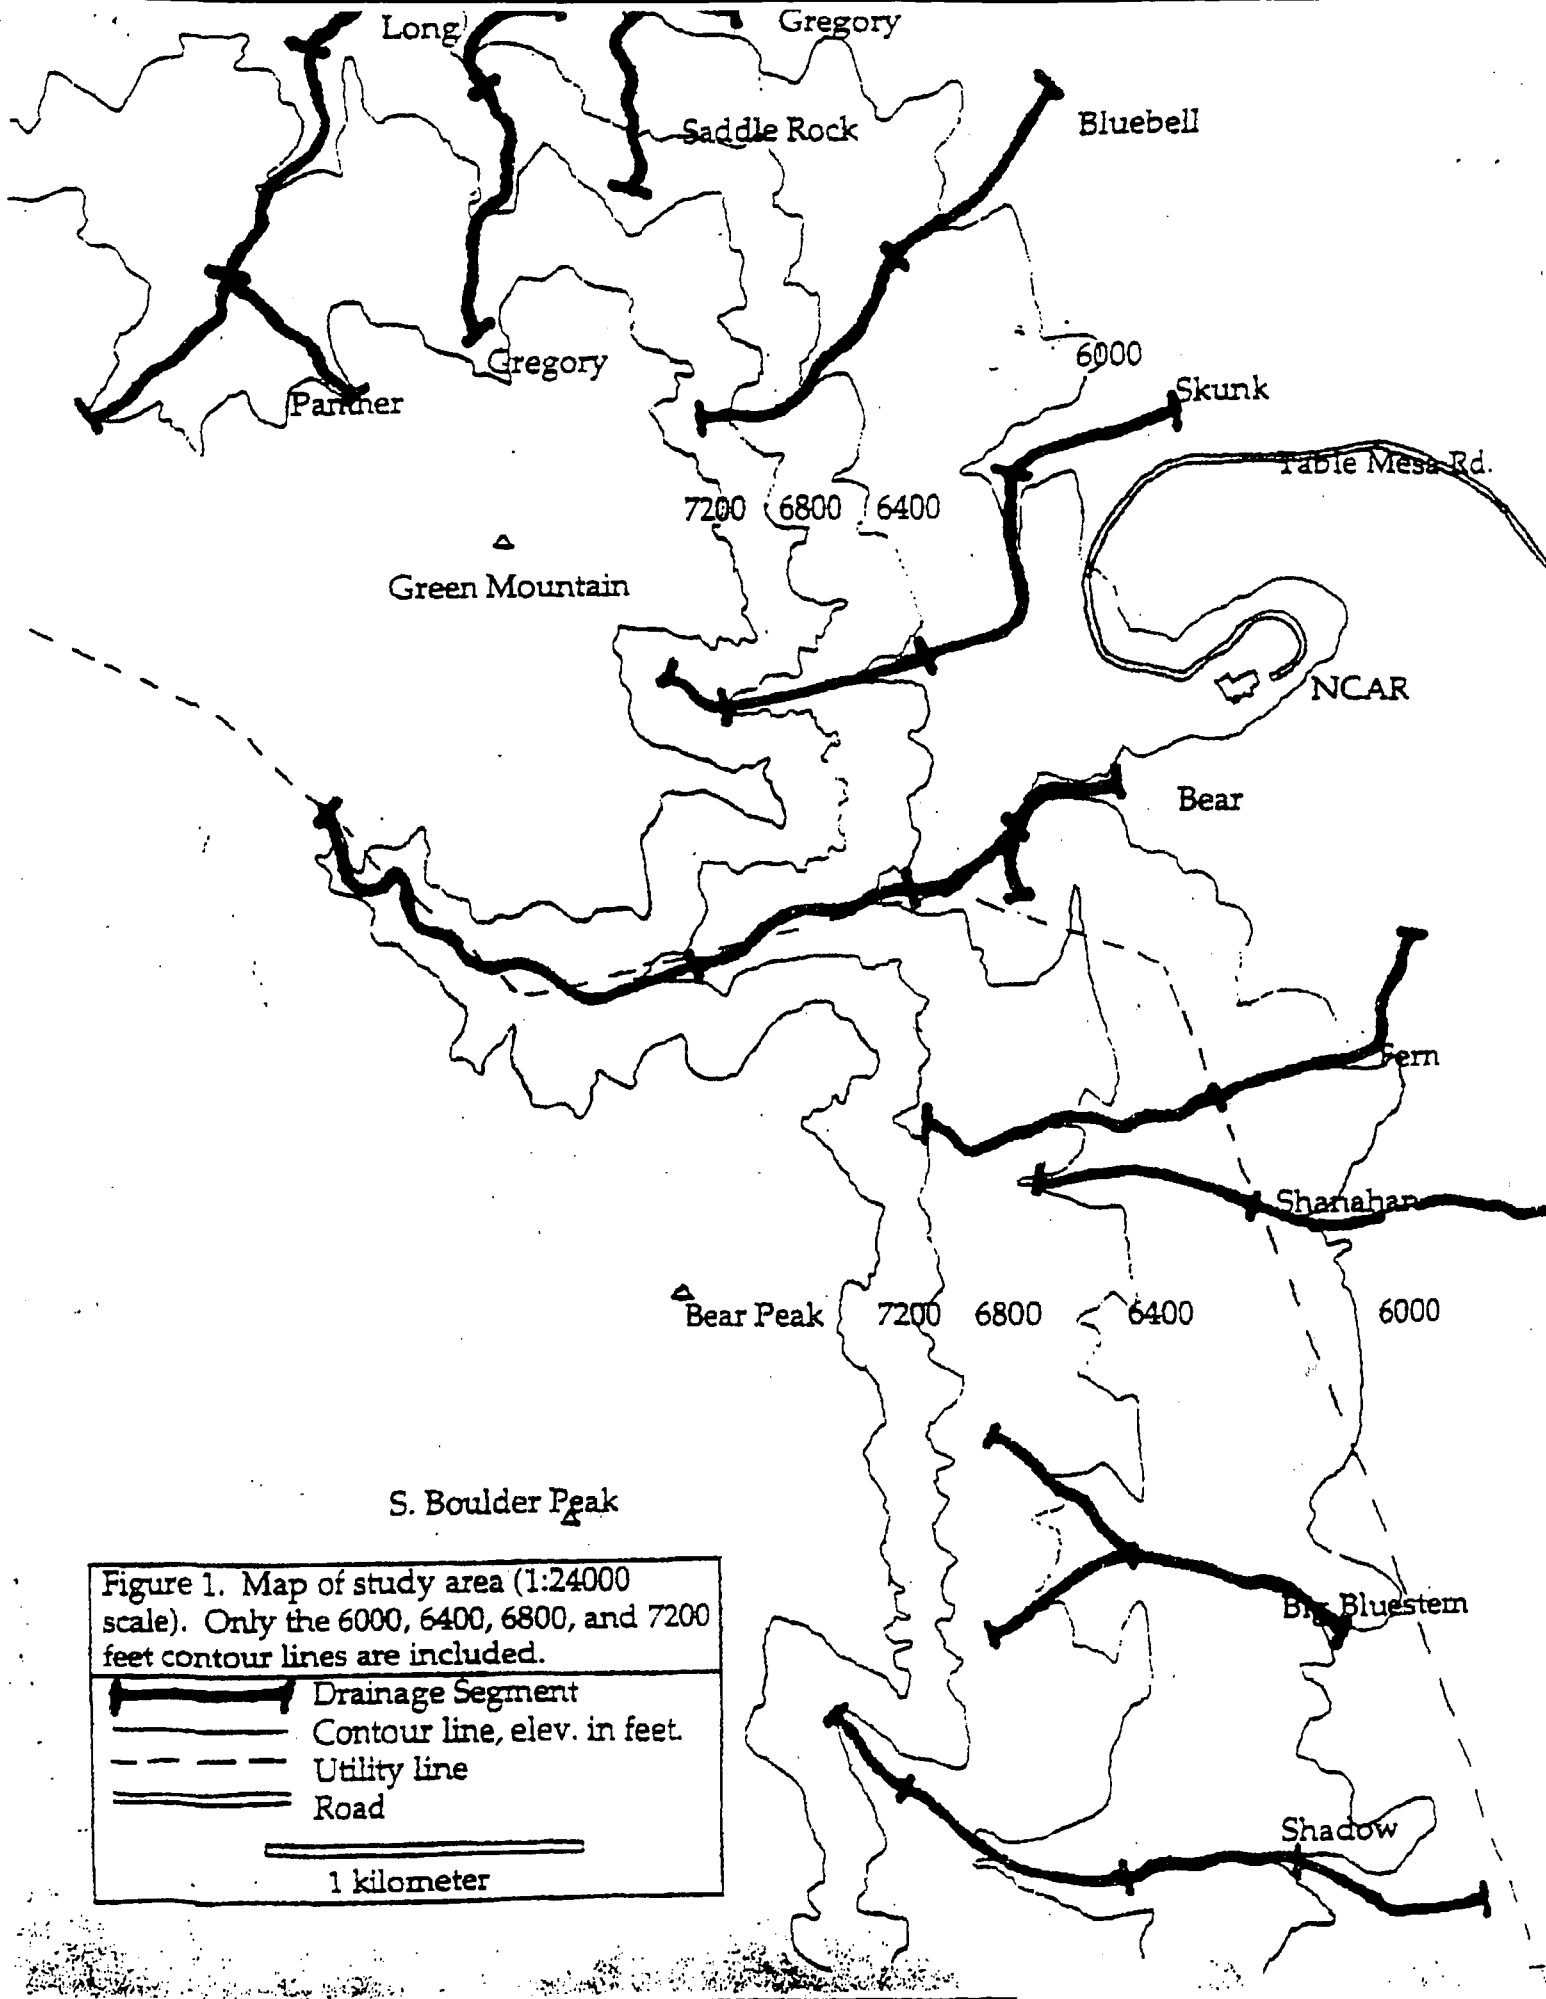 Long
Gregory
Saddle Rock
Bluebell
6000
Gregory
Panther
Skunk
Table Mesa Rd.
7200 6800 6400
Green Mountain
NCAR
Bear
Fern
Shanahan
Bear Peak
7200 6800 6400 6000
S. Boulder Peak
Big Bluestem
Figure 1. Map of study area (1:24000
scale). Only the 6000, 6400, 6800, and 7200
feet contour lines are included.
Drainage Segment
Contour line, elev. in feet.
Utility line
Road
1 kilometer
Shadow